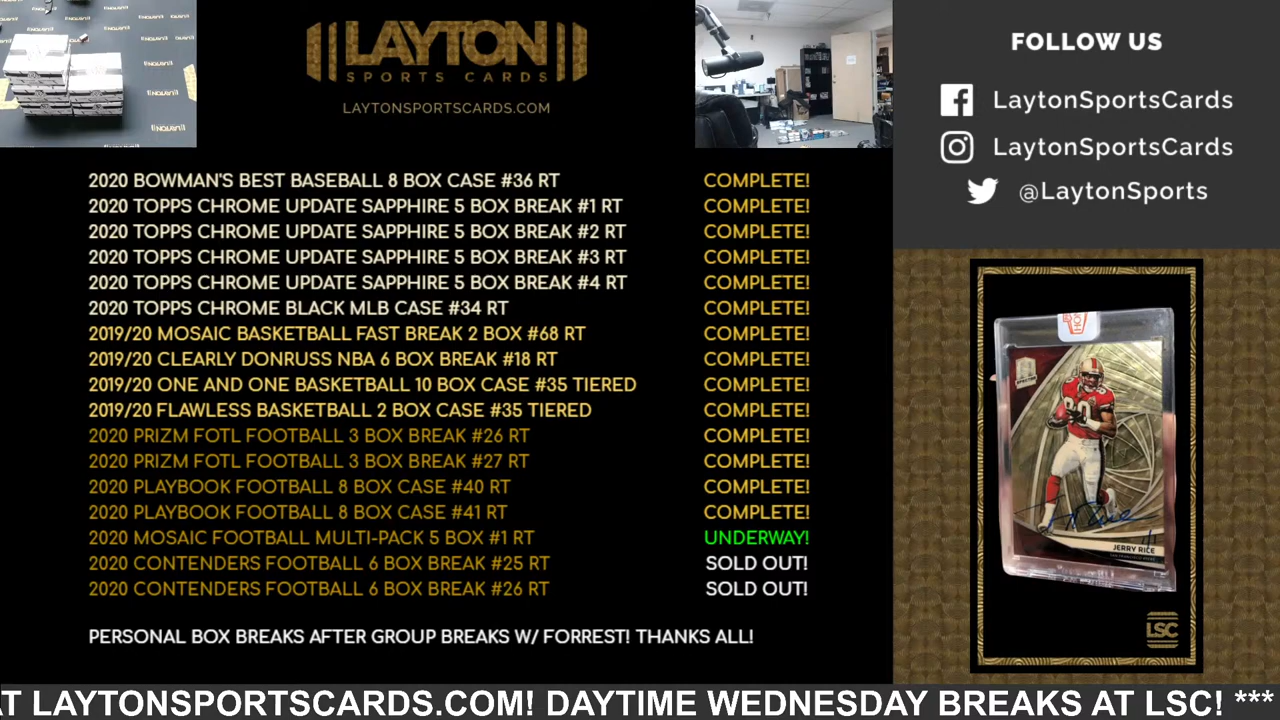 LAYTON
SPORTS CARDS
LAYTONSPORTSCARDS.COM
FOLLOW US
LaytonSportsCards
LaytonSportsCards
@LaytonSports
2020 BOWMAN'S BEST BASEBALL 8 BOX CASE #36 RT COMPLETE!
2020 TOPPS CHROME UPDATE SAPPHIRE 5 BOX BREAK #1 RT COMPLETE!
2020 TOPPS CHROME UPDATE SAPPHIRE 5 BOX BREAK #2 RT COMPLETE!
2020 TOPPS CHROME UPDATE SAPPHIRE 5 BOX BREAK #3 RT COMPLETE!
2020 TOPPS CHROME UPDATE SAPPHIRE 5 BOX BREAK #4 RT COMPLETE!
2020 TOPPS CHROME BLACK MLB CASE #34 RT COMPLETE!
2019/20 MOSAIC BASKETBALL FAST BREAK 2 BOX #68 RT COMPLETE!
2019/20 CLEARLY DONRUSS NBA 6 BOX BREAK #18 RT COMPLETE!
2019/20 ONE AND ONE BASKETBALL 10 BOX CASE #35 TIERED COMPLETE!
2019/20 FLAWLESS BASKETBALL 2 BOX CASE #35 TIERED COMPLETE!
2020 PRIZM FOTL FOOTBALL 3 BOX BREAK #26 RT COMPLETE!
2020 PRIZM FOTL FOOTBALL 3 BOX BREAK #27 RT COMPLETE!
2020 PLAYBOOK FOOTBALL 8 BOX CASE #40 RT COMPLETE!
2020 PLAYBOOK FOOTBALL 8 BOX CASE #41 RT COMPLETE!
2020 MOSAIC FOOTBALL MULTI-PACK 5 BOX #1 RT UNDERWAY!
2020 CONTENDERS FOOTBALL 6 BOX BREAK #25 RT SOLD OUT!
2020 CONTENDERS FOOTBALL 6 BOX BREAK #26 RT SOLD OUT!
PERSONAL BOX BREAKS AFTER GROUP BREAKS W/ FORREST! THANKS ALL!
JERRY RICE
LSC
AT LAYTONSPORTSCARDS.COM! DAYTIME WEDNESDAY BREAKS AT LSC! ***